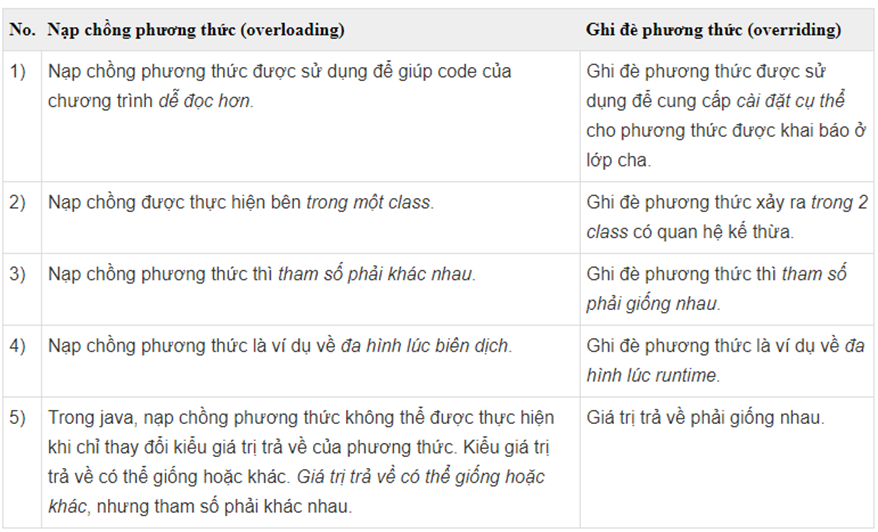 No. Nạp chồng phương thức (overloading) Ghi đè phương thức (overriding)
1) Nạp chồng phương thức được sử dụng để giúp code của
chương trình dễ đọc hơn.
Ghi đè phương thức được sử
dụng để cung cấp cài đặt cụ thể
cho phương thức được khai báo ở
lớp cha.
2) Nạp chồng được thực hiện bên trong một class.
Ghi đè phương thức xảy ra trong 2
class có quan hệ kế thừa.
3) Nạp chồng phương thức thì tham số phải khác nhau.
Ghi đè phương thức thì tham số
phải giống nhau.
4) Nạp chồng phương thức là ví dụ về đa hình lúc biên dịch.
Ghi đè phương thức là ví dụ về đa
hình lúc runtime.
5) Trong java, nạp chồng phương thức không thể được thực hiện
khi chỉ thay đổi kiểu giá trị trả về của phương thức. Kiểu giá trị
trả về có thể giống hoặc khác. Giá trị trả về có thể giống hoặc
khác, nhưng tham số phải khác nhau.
Giá trị trả về phải giống nhau.